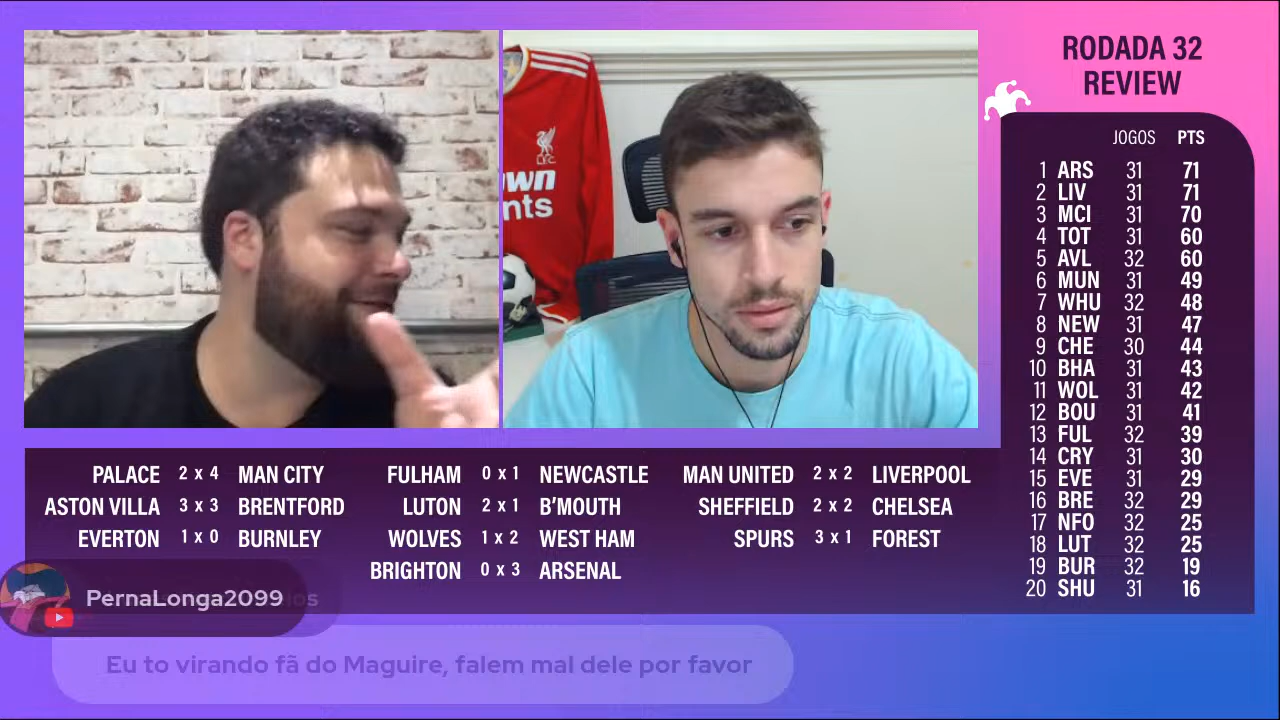 RODADA 32
REVIEW
JOGOS PTS
1 ARS 31 71
2 LIV 31 71
3 MCI 31 70
4 TOT 31 60
5 AVL 32 60
6 MUN 31 49
7 WHU 32 48
8 NEW 31 47
9 CHE 30 44
10 BHA 31 43
11 WOL 31 42
12 BOU 31 41
13 FUL 32 39
14 CRY 31 30
15 EVE 31 29
16 BRE 32 29
17 NFO 32 25
18 LUT 32 25
19 BUR 32 19
20 SHU 31 16
LFC
wn
nts
PALACE 2 x 4 MAN CITY
ASTON VILLA 3 x 3 BRENTFORD
EVERTON 1 x 0 BURNLEY
FULHAM 0 x 1 NEWCASTLE
LUTON 2 x 1 B'MOUTH
WOLVES 1 x 2 WEST HAM
BRIGHTON 0 x 3 ARSENAL
MAN UNITED 2 x 2 LIVERPOOL
SHEFFIELD 2 x 2 CHELSEA
SPURS 3 x 1 FOREST
PernaLonga2099
Eu to virando fã do Maguire, falem mal dele por favor